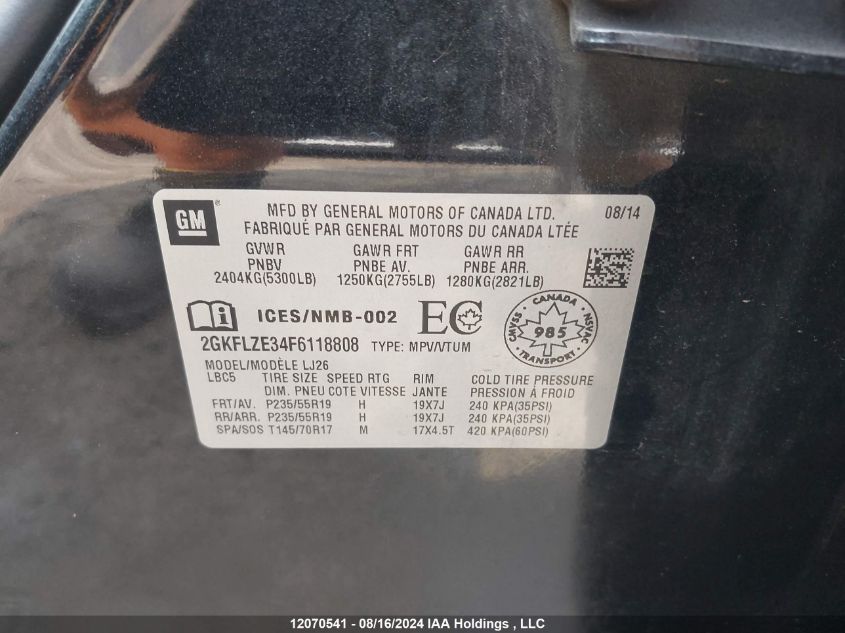 GM ®
MFD BY GENERAL MOTORS OF CANADA LTD. 08/14
FABRIQUÉ PAR GENERAL MOTORS DU CANADA LTÉE
GVWR GAWR FRT GAWR RR
PNBV PNBE AV. PNBE ARR.
2404KG(5300LB) 1250KG(2755LB) 1280KG(2821LB)
ICES/NMB-002 EC
CANADA
CMVSS 985 NSVAC
TRANSPORT
2GKFLZE34F6118808 TYPE: MPV/VTUM
MODEL/MODÈLE LJ26
LBC5 TIRE SIZE SPEED RTG RIM COLD TIRE PRESSURE
DIM. PNEU COTE VITESSE JANTE PRESSION À FROID
FRT/AV. P235/55R19 H 19X7J 240 KPA(35PSI)
RR/ARR. P235/55R19 H 19X7J 240 KPA(35PSI)
SPA/SOS T145/70R17 M 17X4.5T 420 KPA(60PSI)
12070541 - 08/16/2024 IAA Holdings , LLC